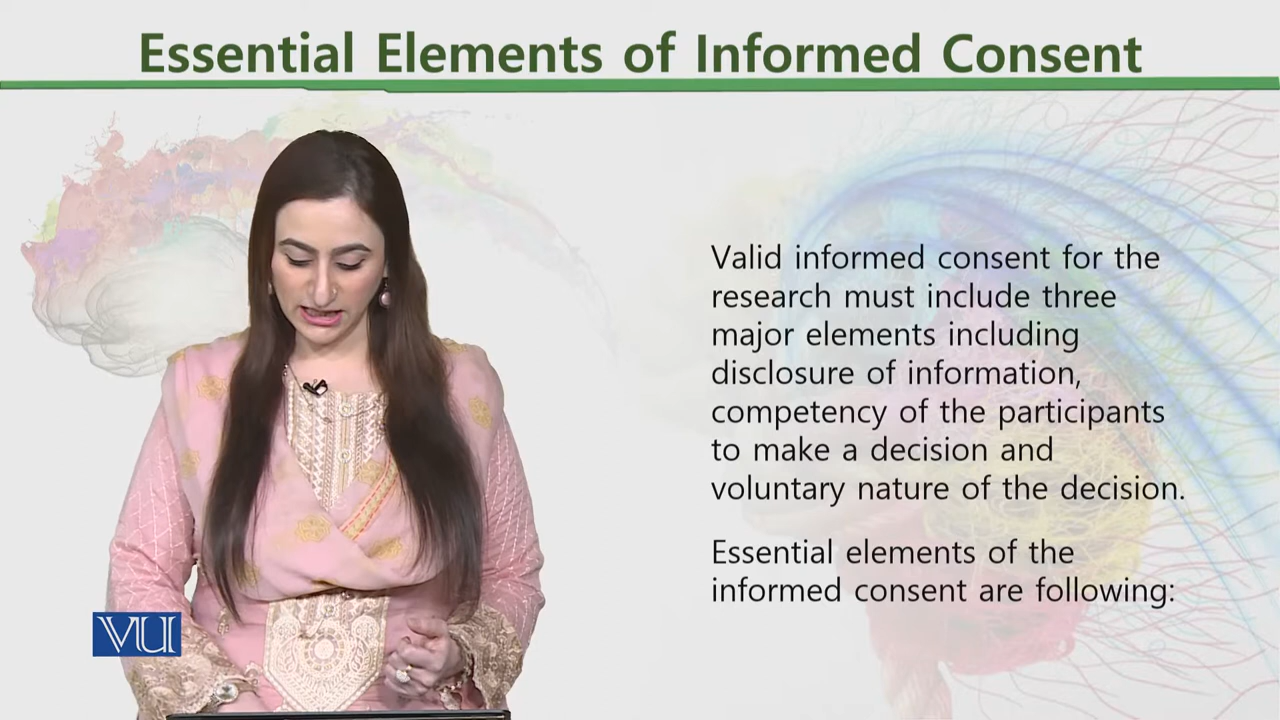 Essential Elements of Informed Consent
Valid informed consent for the
research must include three
major elements including
disclosure of information,
competency of the participants
to make a decision and
voluntary nature of the decision.
Essential elements of the
informed consent are following:
VU